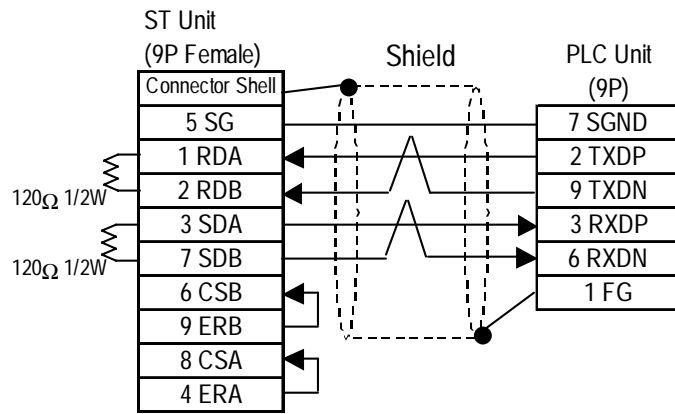 ST Unit
(9P Female)
Shield
PLC Unit
(9P)
Connector Shell
5 SG
7 SGND
1 RDA
2 TXDP
120Ω 1/2W
2 RDB
9 TXDN
3 SDA
3 RXDP
120Ω 1/2W
7 SDB
6 RXDN
6 CSB
1 FG
9 ERB
8 CSA
4 ERA